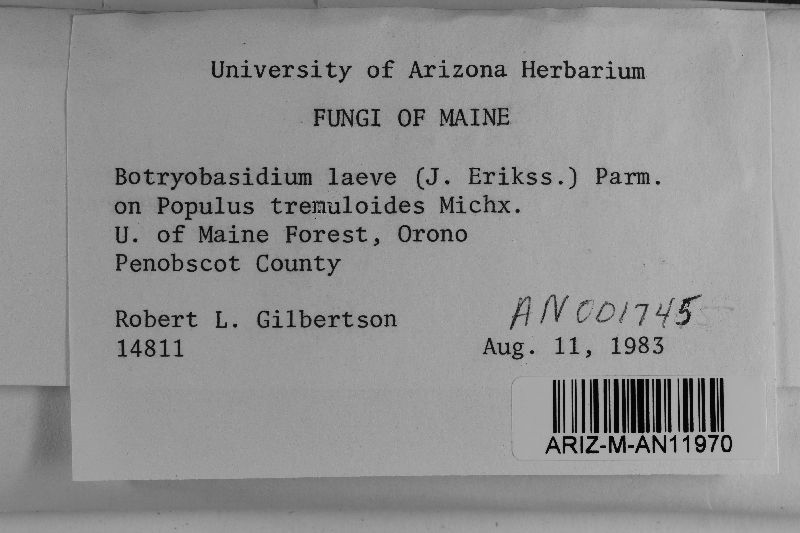 University of Arizona Herbarium
FUNGI OF MAINE
Botryobasidium laeve (J. Erikss.) Parm.
on Populus tremuloides Michx.
U. of Maine Forest, Orono
Penobscot County
Robert L. Gilbertson
AN001745
14811
Aug. 11, 1983
ARIZ-M-AN11970